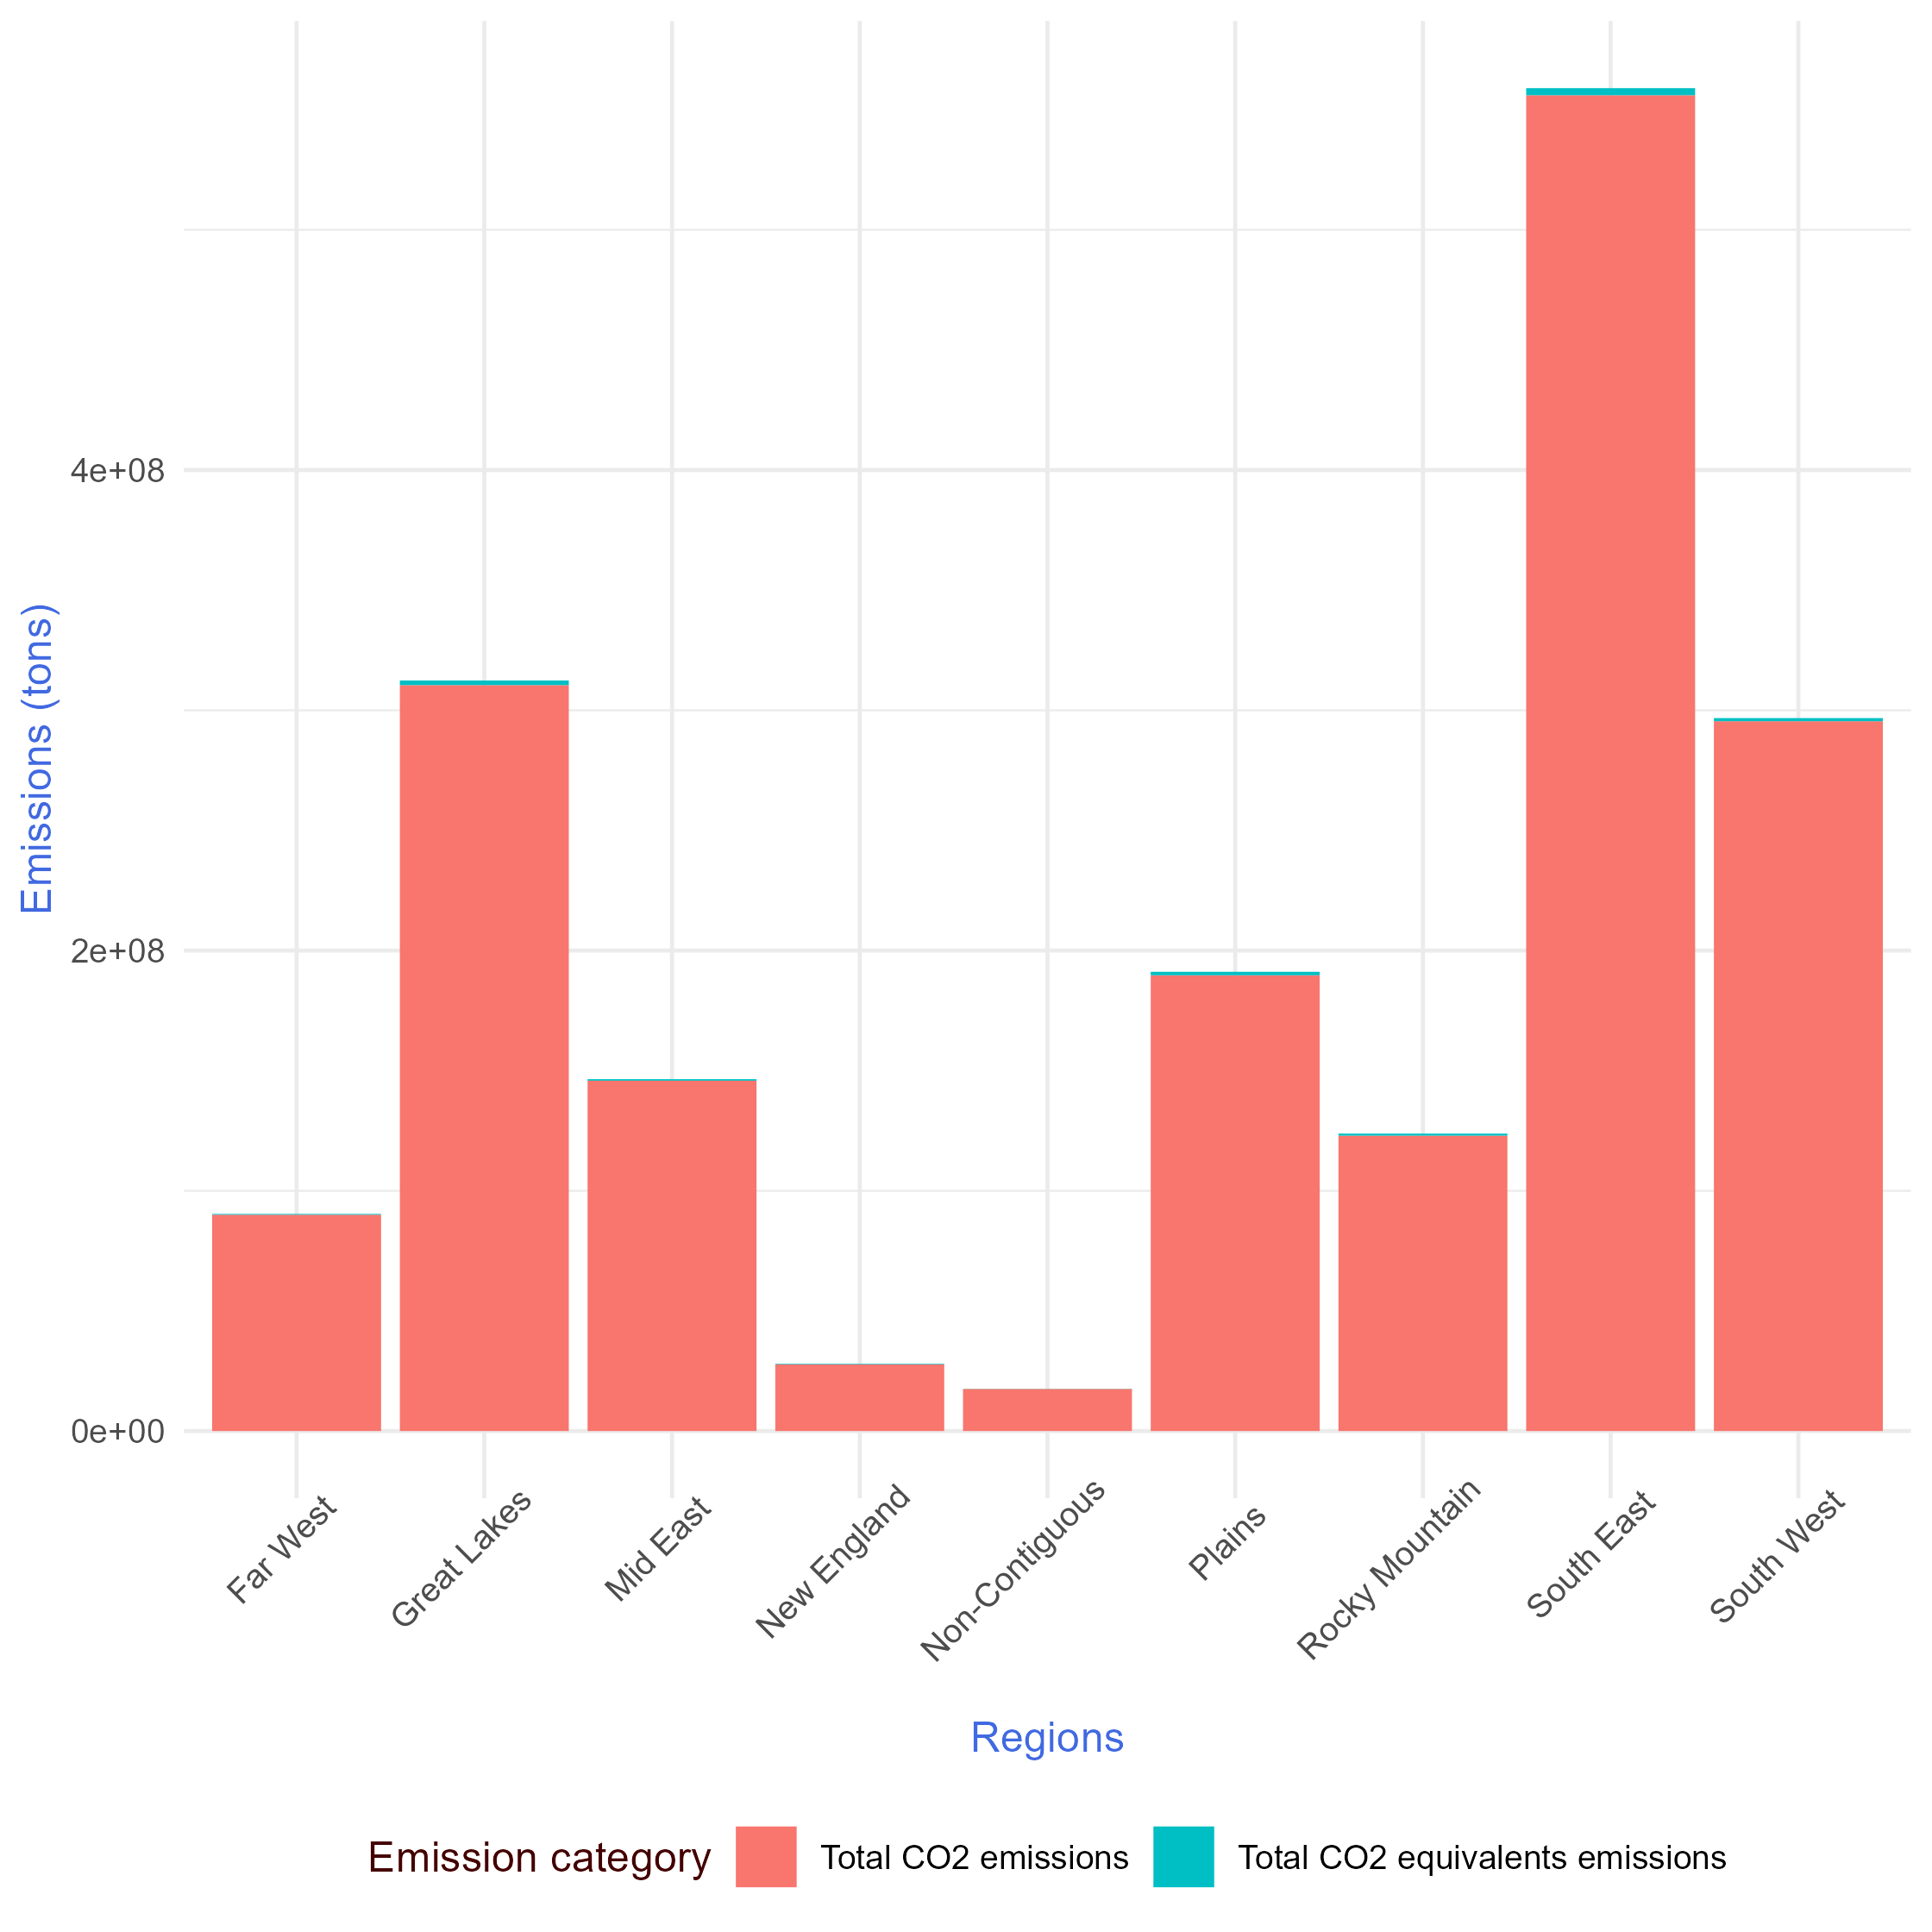 Emissions (tons)
4e+08
2e+08
0e+00
Far West
Great Lakes
Mid East
New England
Non-Contiguous
Plains
Rocky Mountain
South East
South West
Regions
Emission category
Total CO2 emissions
Total CO2 equivalents emissions